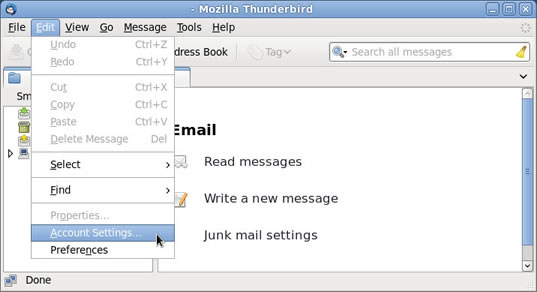 - Mozilla Thunderbird
File Edit View Go Message Tools Help
Undo Ctrl+Z
Redo Ctrl+Y
Cut Ctrl+X
Copy Ctrl+C
Paste Ctrl+V
Delete Message Del
Select
Find
Properties...
Account Settings...
Preferences
dress Book Tag Search all messages
Sm
Email
Read messages
Write a new message
Junk mail settings
Done